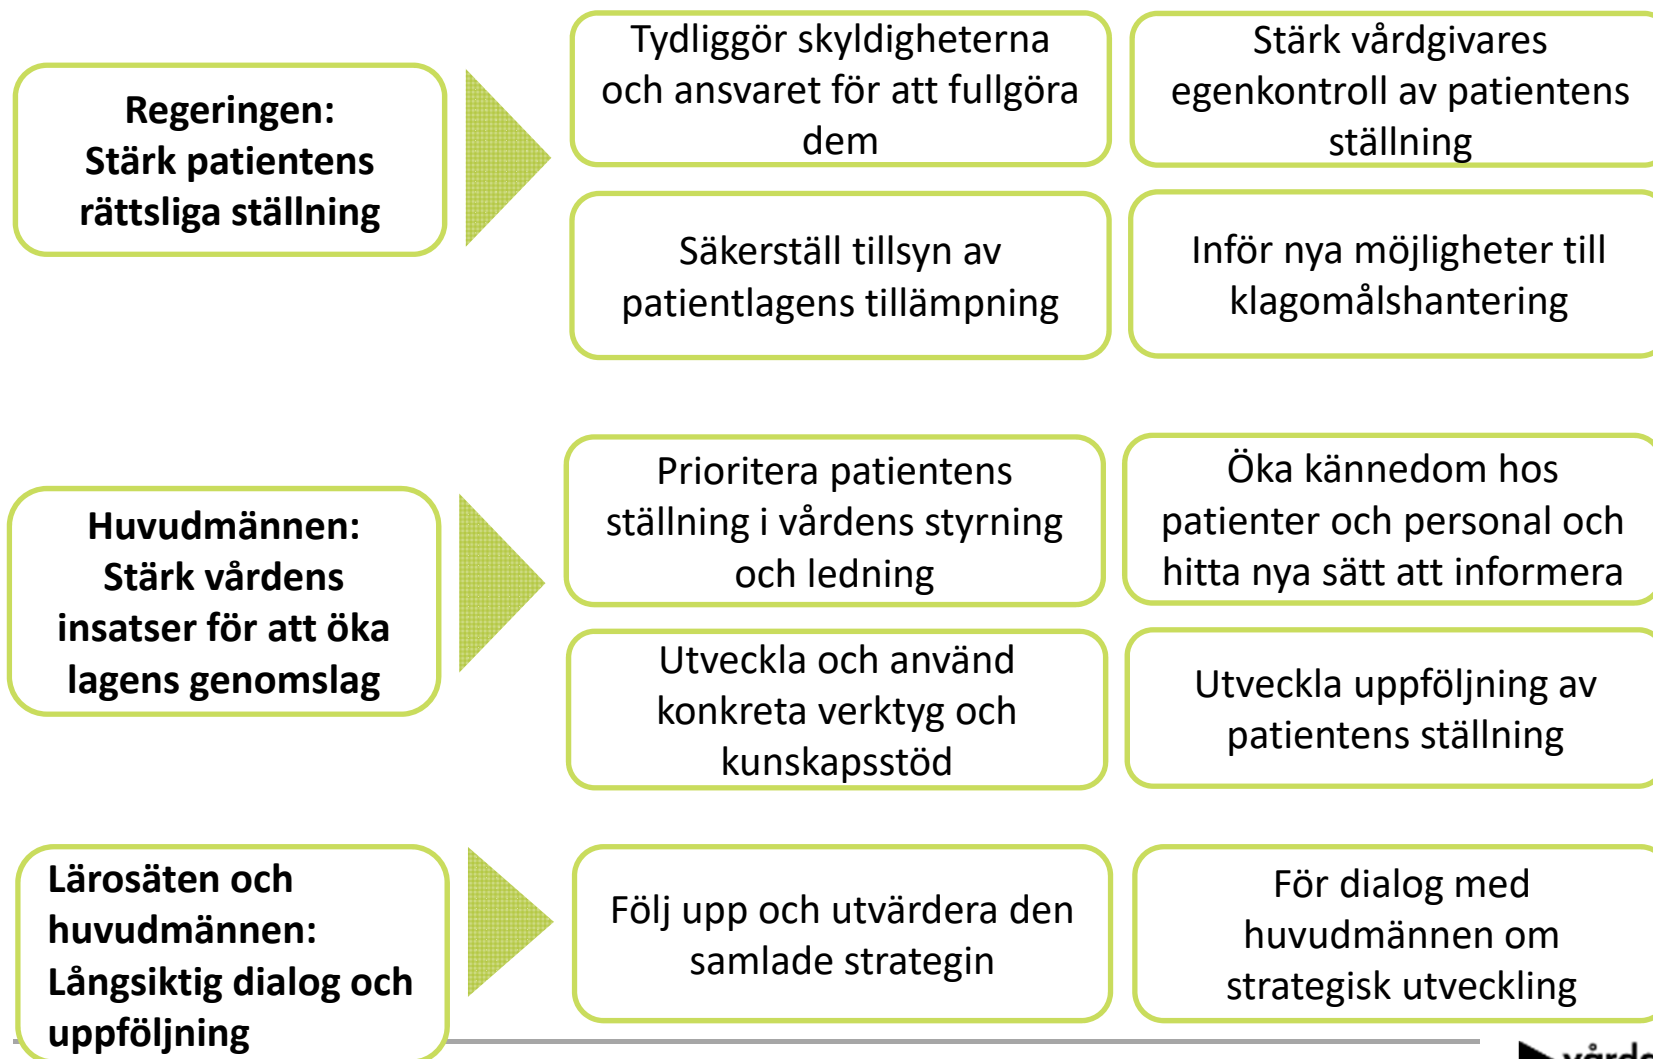 Regeringen:
Stärk patientens
rättsliga ställning
Tydliggör skyldigheterna
och ansvaret för att fullgöra
dem
Stärk vårdgivares
egenkontroll av patientens
ställning
Säkerställ tillsyn av
patientlagens tillämpning
Inför nya möjligheter till
klagomålshantering
Huvudmännen:
Stärk vårdens
insatser för att öka
lagens genomslag
Prioritera patientens
ställning i vårdens styrning
och ledning
Öka kännedom hos
patienter och personal och
hitta nya sätt att informera
Utveckla och använd
konkreta verktyg och
kunskapsstöd
Utveckla uppföljning av
patientens ställning
Lärosäten och
huvudmännen:
Långsiktig dialog och
uppföljning
Följ upp och utvärdera den
samlade strategin
För dialog med
huvudmännen om
strategisk utveckling